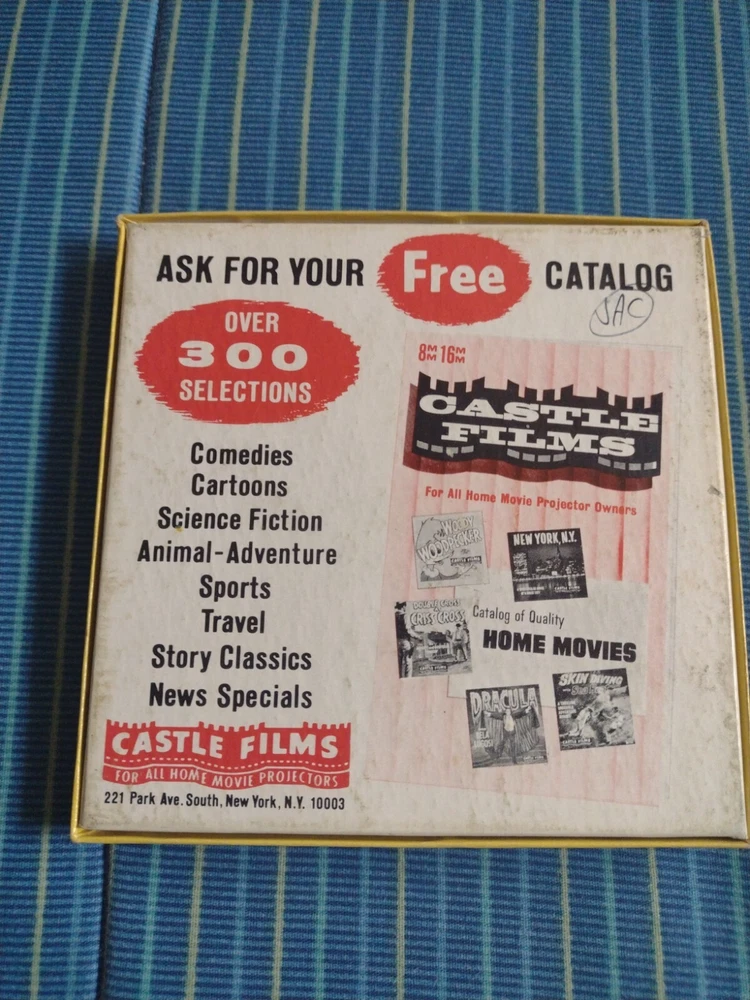 ASK FOR YOUR Free CATALOG
JAC
OVER
300
SELECTIONS
Comedies
Cartoons
Science Fiction
Animal-Adventure
Sports
Travel
Story Classics
News Specials
CASTLE FILMS
FOR ALL HOME MOVIE PROJECTORS
221 Park Ave. South, New York, N.Y. 10003
8MM 16MM
CASTLE
FILMS
For All Home Movie Projector Owners
WOODY
WOODPECKER
NEW YORK, N.Y.
CRISS CROSS
Catalog of Quality
HOME MOVIES
DRACULA
SKIN DIVING